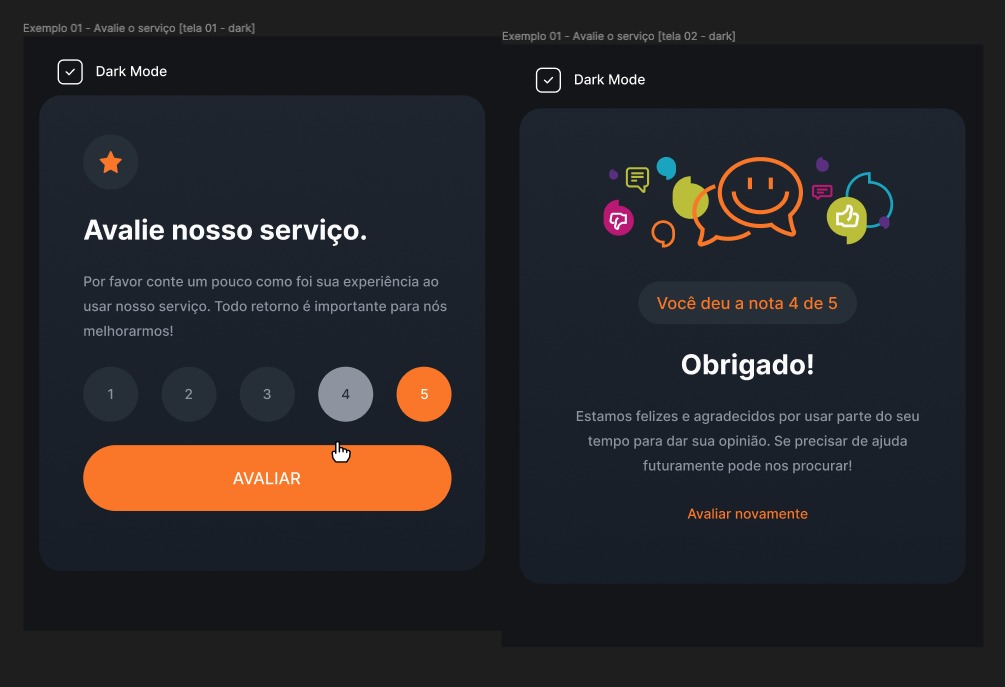 Exemplo 01 - Avalie o serviço [tela 01 - dark]
Dark Mode
Avalie nosso serviço.
Por favor conte um pouco como foi sua experiência ao
usar nosso serviço. Todo retorno é importante para nós
melhorarmos!
1 2 3 4 5
AVALIAR
Exemplo 01 - Avalie o serviço [tela 02 - dark]
Dark Mode
Você deu a nota 4 de 5
Obrigado!
Estamos felizes e agradecidos por usar parte do seu
tempo para dar sua opinião. Se precisar de ajuda
futuramente pode nos procurar!
Avaliar novamente